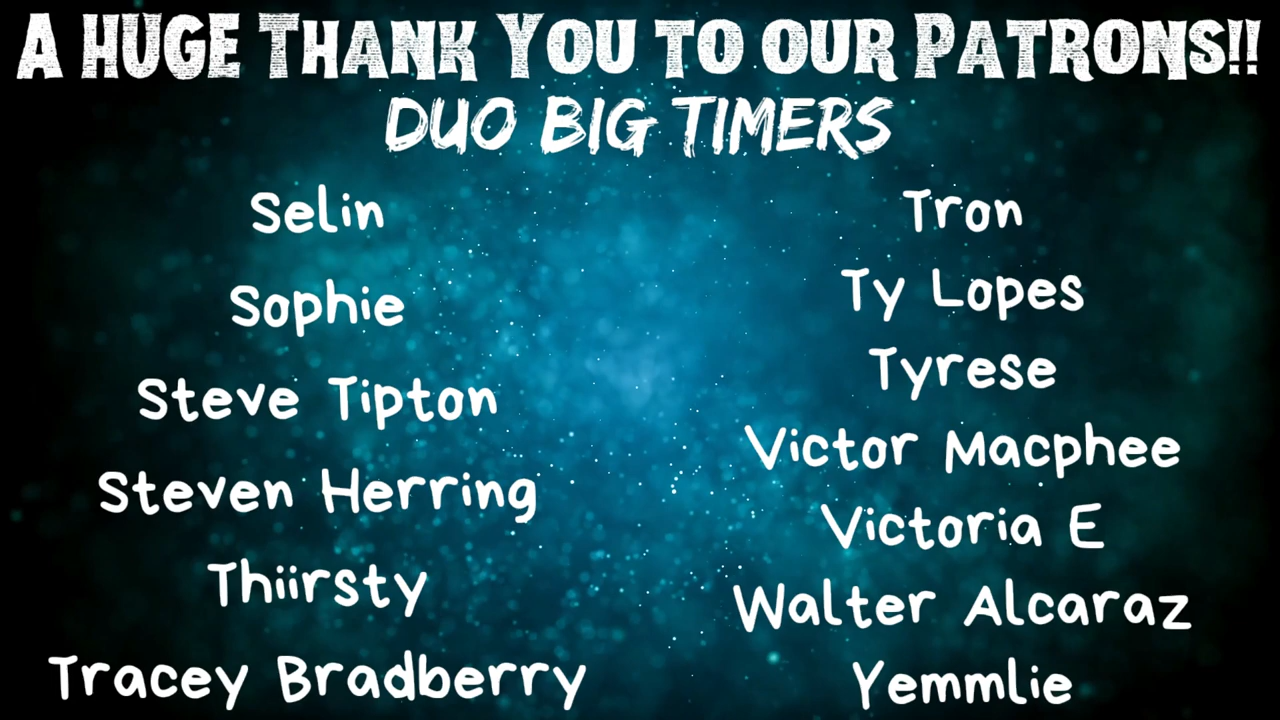 A HUGE THANK YOU TO OUR PATRONS!!
DUO BIG TIMERS
Selin
Sophie
Steve Tipton
Steven Herring
Thiirsty
Tracey Bradberry
Tron
Ty Lopes
Tyrese
Victor Macphee
Victoria E
Walter Alcaraz
Yemmlie